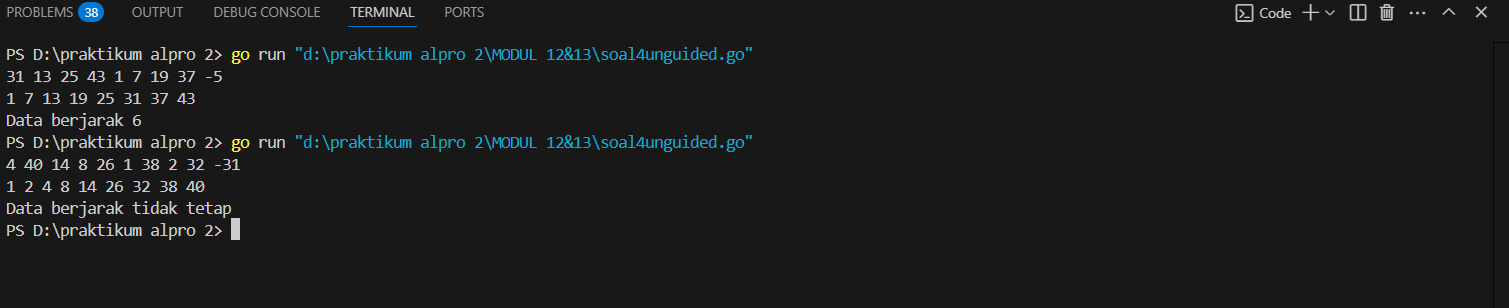 PROBLEMS 38 OUTPUT DEBUG CONSOLE TERMINAL PORTS Code
PS D:\praktikum alpro 2> go run "d:\praktikum alpro 2\MODUL 12&13\soal4unguided.go"
31 13 25 43 1 7 19 37 -5
1 7 13 19 25 31 37 43
Data berjarak 6
PS D:\praktikum alpro 2> go run "d:\praktikum alpro 2\MODUL 12&13\soal4unguided.go"
4 40 14 8 26 1 38 2 32 -31
1 2 4 8 14 26 32 38 40
Data berjarak tidak tetap
PS D:\praktikum alpro 2>